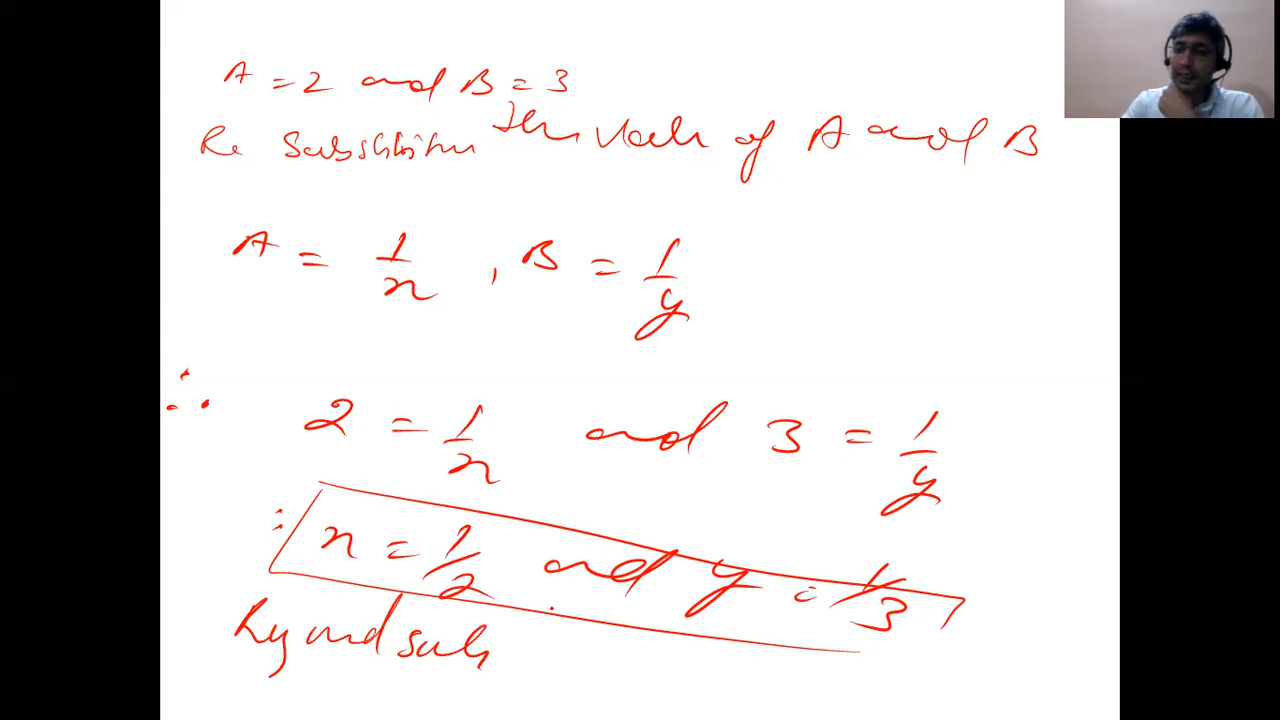 A = 2 and B = 3
Re Substitute the value of A and B
A = 1/x , B = 1/y
∴ 2 = 1/x and 3 = 1/y
: x = 1/2 and y = 1/3